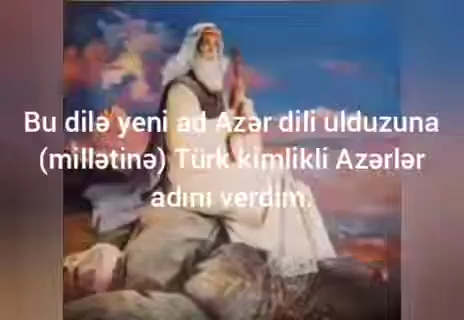 Bu dilə yeni ad Azər dili ulduzuna
(millətinə) Türk kimlikli Azərlər
adını verdim.